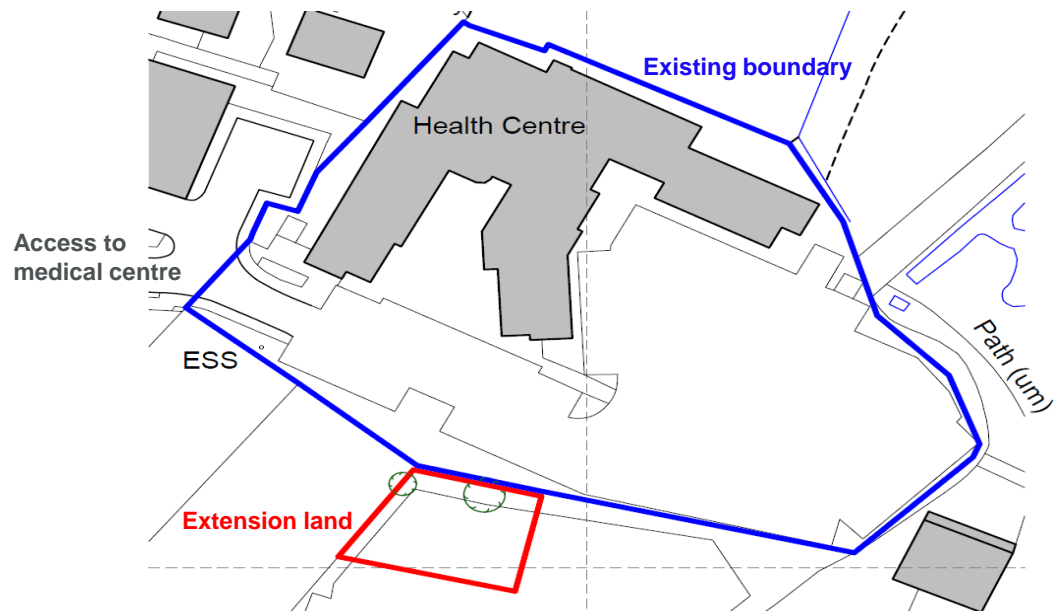 Existing boundary
Health Centre
Access to
medical centre
Path (um)
ESS
Extension land